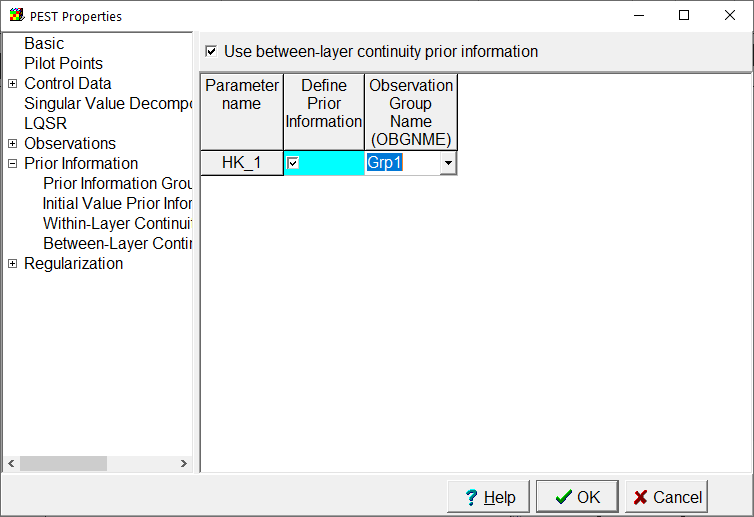 PEST Properties
Basic
Pilot Points
Control Data
Singular Value Decompo
LQSR
Observations
Prior Information
Prior Information Grou
Initial Value Prior Infor
Within-Layer Continuit
Between-Layer Contin
Regularization
Use between-layer continuity prior information
Parameter name
Define Prior Information
Observation Group Name (OBGNME)
HK_1
Grp1
Help
OK
Cancel